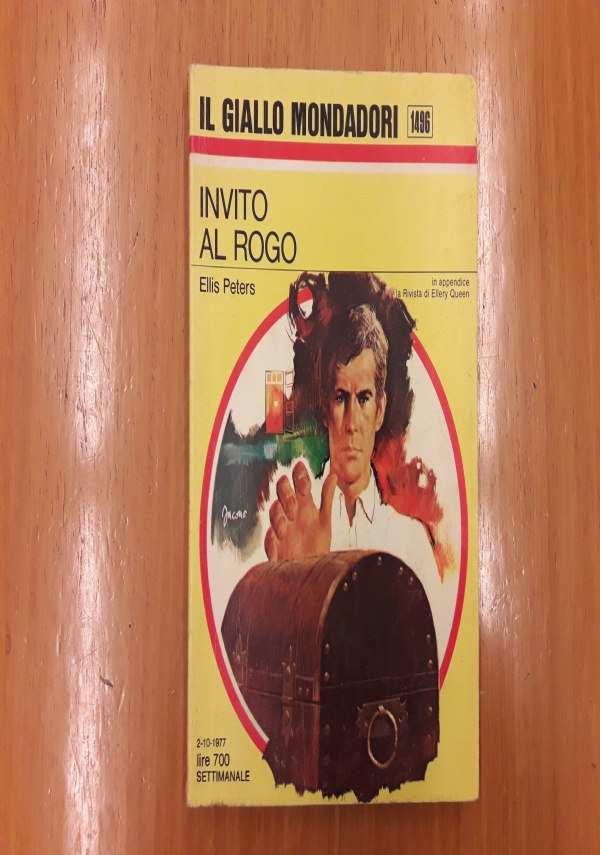 IL GIALLO MONDADORI 1496
INVITO
AL ROGO
Ellis Peters
in appendice
la Rivista di Ellery Queen
Jacono
2-10-1977
lire 700
SETTIMANALE